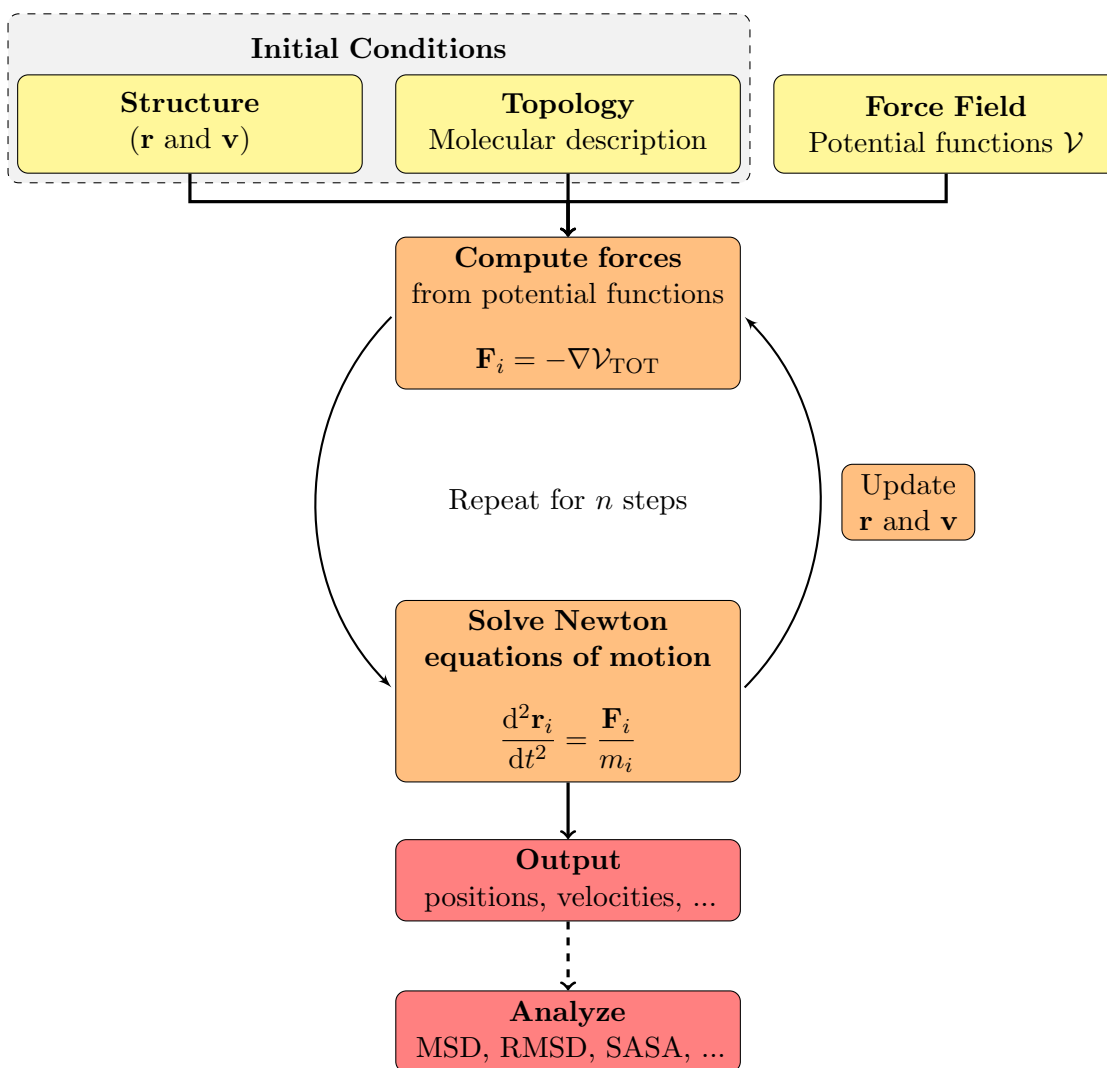 Initial Conditions
Structure
(r and v)
Topology
Molecular description
Force Field
Potential functions 𝒱
Compute forces
from potential functions
F_i = −∇𝒱_TOT
Repeat for n steps
Update
r and v
Solve Newton
equations of motion
d²r_i/dt² = F_i/m_i
Output
positions, velocities, ...
Analyze
MSD, RMSD, SASA, ...